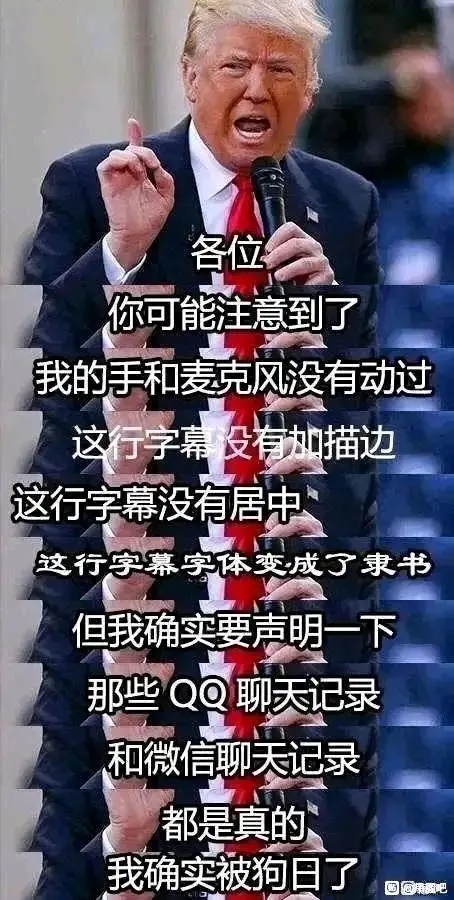 各位
你可能注意到了
我的手和麦克风没有动过
这行字幕没有加描边
这行字幕没有居中
这行字幕字体变成了隶书
但我确实要声明一下
那些 QQ 聊天记录
和微信聊天记录
都是真的
我确实被狗日了